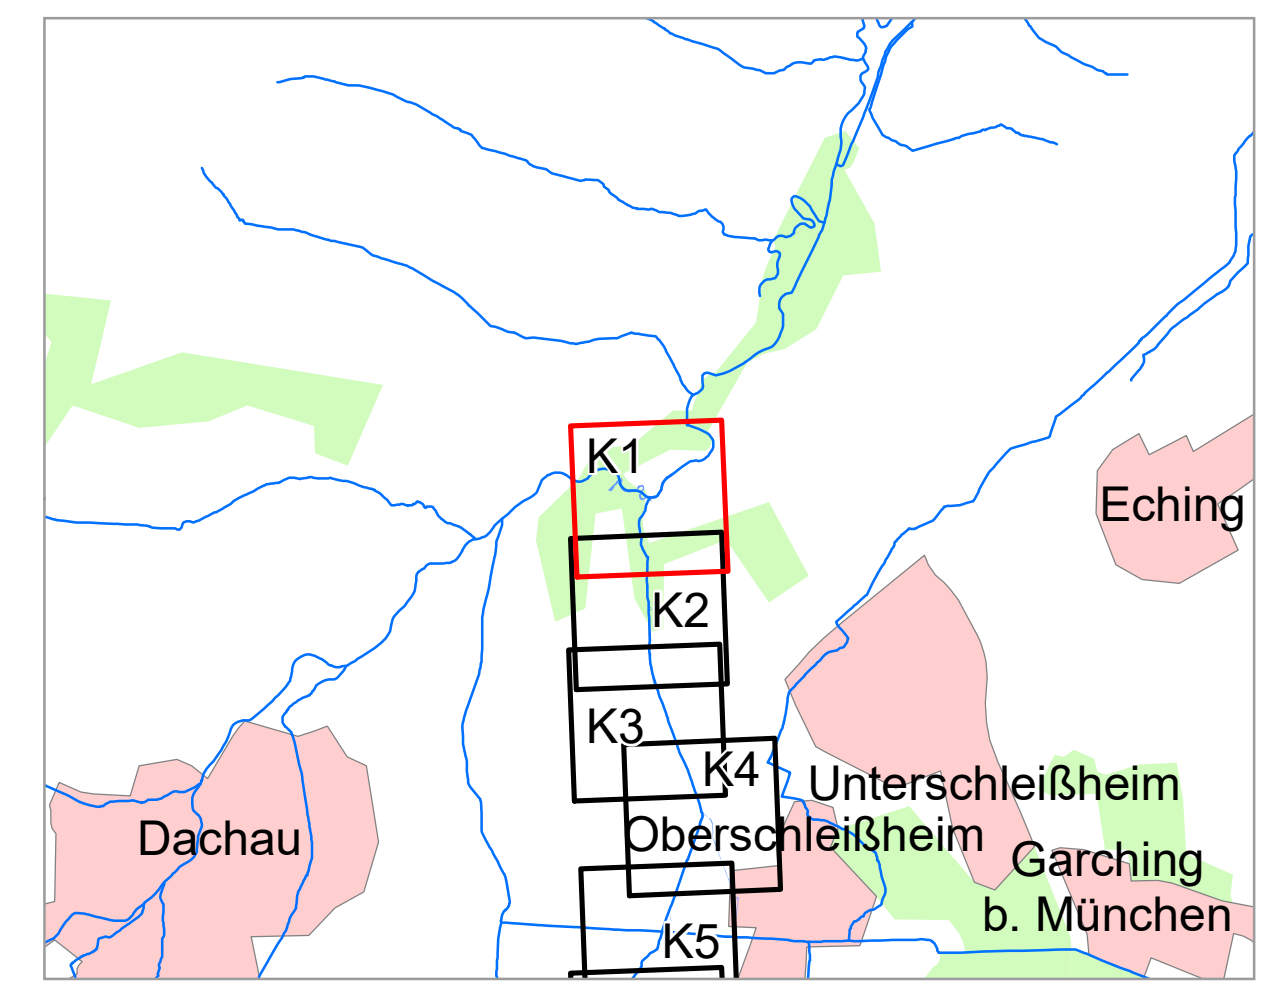 K1
Eching
K2
K3
K4
Unterschleißheim
Dachau
Oberschleißheim
Garching
b. München
K5